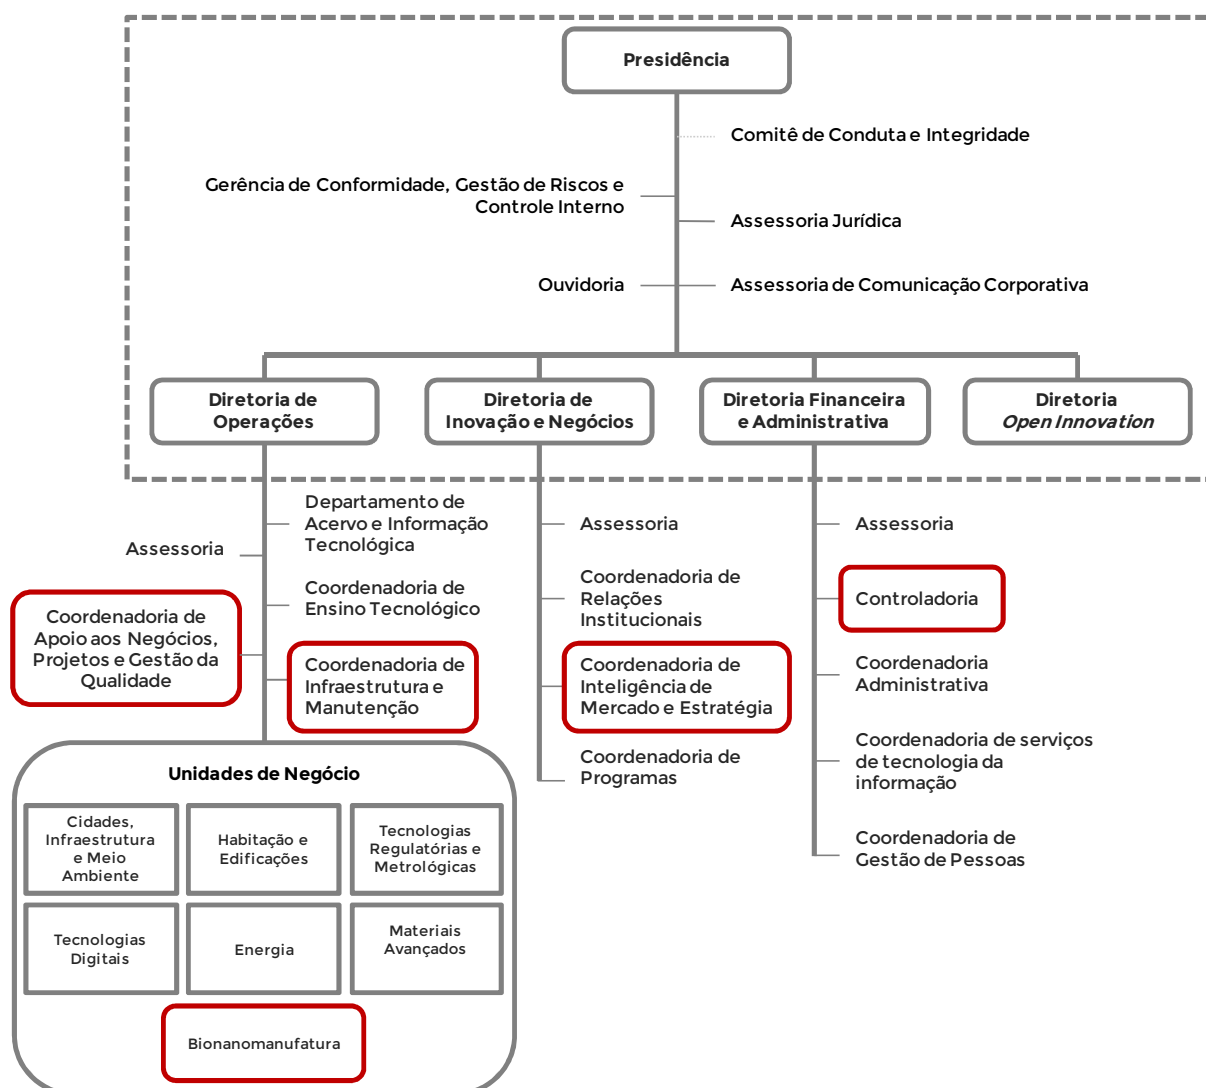 Presidência
Comitê de Conduta e Integridade
Gerência de Conformidade, Gestão de Riscos e
Controle Interno
Assessoria Jurídica
Ouvidoria
Assessoria de Comunicação Corporativa
Diretoria de
Operações
Diretoria de
Inovação e Negócios
Diretoria Financeira
e Administrativa
Diretoria
Open Innovation
Assessoria
Departamento de
Acervo e Informação
Tecnológica
Coordenadoria de
Ensino Tecnológico
Coordenadoria de
Apoio aos Negócios,
Projetos e Gestão da
Qualidade
Coordenadoria de
Infraestrutura e
Manutenção
Assessoria
Coordenadoria de
Relações
Institucionais
Coordenadoria de
Inteligência de
Mercado e Estratégia
Coordenadoria de
Programas
Assessoria
Controladoria
Coordenadoria
Administrativa
Coordenadoria de serviços
de tecnologia da
informação
Coordenadoria de
Gestão de Pessoas
Unidades de Negócio
Cidades,
Infraestrutura
e Meio
Ambiente
Habitação e
Edificações
Tecnologias
Regulatórias e
Metrológicas
Tecnologias
Digitais
Energia
Materiais
Avançados
Bionanomanufatura